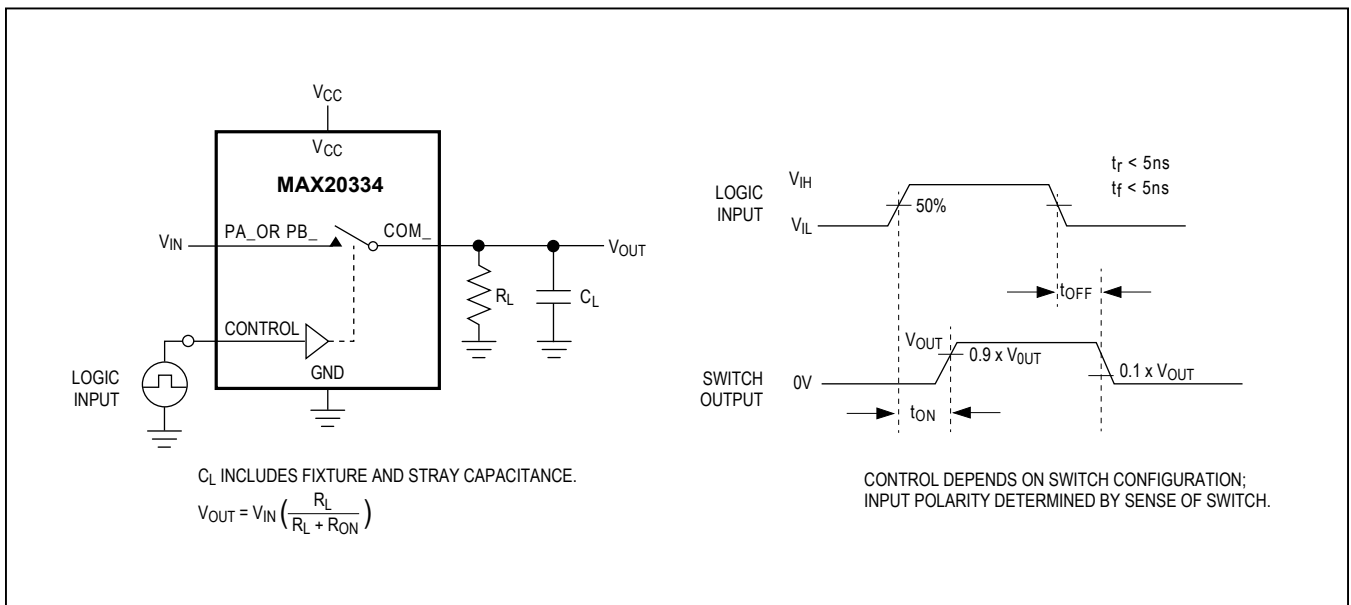 VCC
VCC
MAX20334
VIN
PA_OR PB_
COM_
VOUT
RL
CL
CONTROL
LOGIC
INPUT
GND
CL INCLUDES FIXTURE AND STRAY CAPACITANCE.
VOUT = VIN ( RL / RL + RON )
LOGIC
INPUT
VIH
VIL
50%
tr < 5ns
tf < 5ns
tOFF
VOUT
0.9 x V0UT
SWITCH
OUTPUT
0V
0.1 x VOUT
tON
CONTROL DEPENDS ON SWITCH CONFIGURATION;
INPUT POLARITY DETERMINED BY SENSE OF SWITCH.